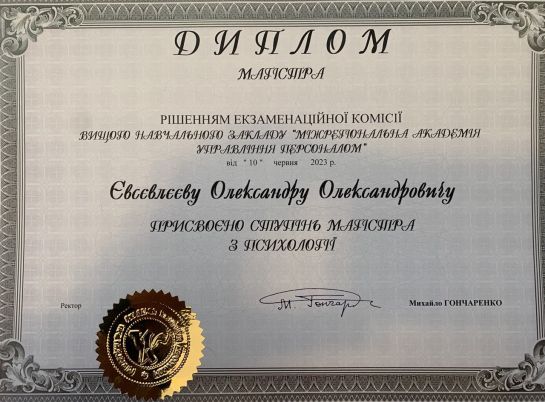 ДИПЛОМ
МАГІСТРА
РІШЕННЯМ ЕКЗАМЕНАЦІЙНОЇ КОМІСІЇ
ВИЩОГО НАВЧАЛЬНОГО ЗАКЛАДУ "МІЖРЕГІОНАЛЬНА АКАДЕМІЯ
УПРАВЛІННЯ ПЕРСОНАЛОМ"
від " 10 " червня 2023 р.
Євсєвлєєву Олександру Олександровичу
ПРИСВОЄНО СТУПІНЬ МАГІСТРА
З ПСИХОЛОГІЇ
Ректор
М. Гончар
Михайло ГОНЧАРЕНКО